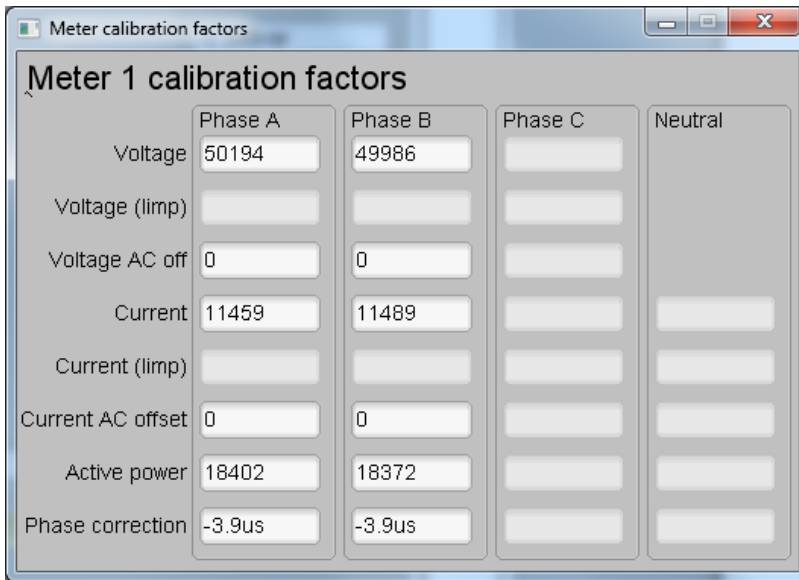 Meter calibration factors
Meter 1 calibration factors
Phase A Phase B Phase C Neutral
Voltage 50194 49986
Voltage (limp)
Voltage AC off 0 0
Current 11459 11489
Current (limp)
Current AC offset 0 0
Active power 18402 18372
Phase correction -3.9us -3.9us